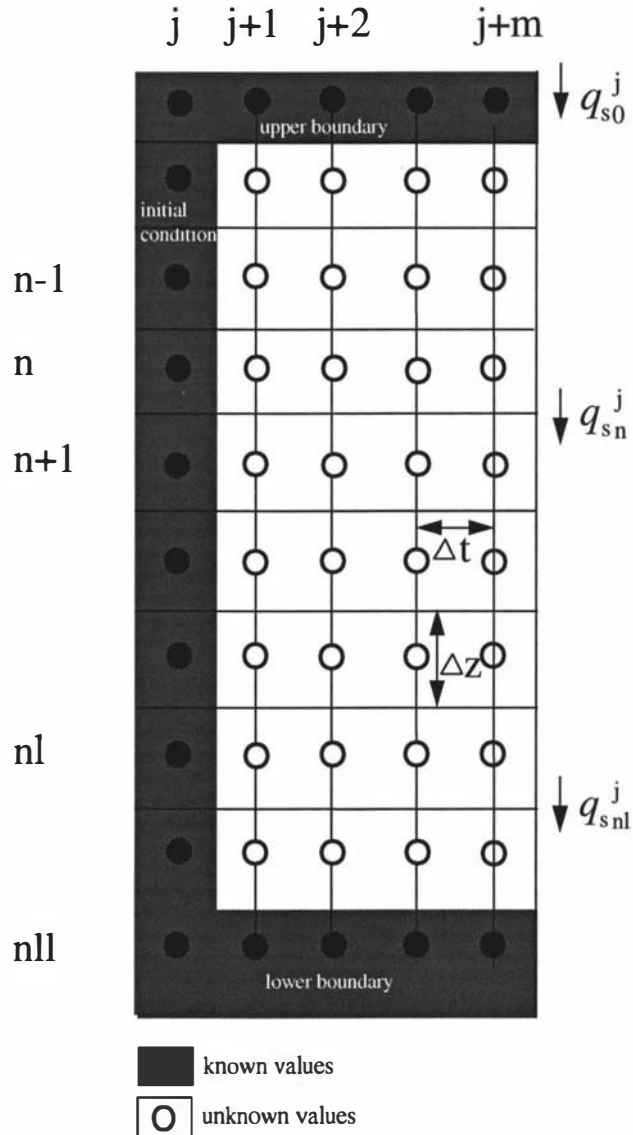 j j+1 j+2 j+m
q_{s0}^{j}
upper boundary
initial
condition
n-1
n
q_{sn}^{j}
n+1
Δt
Δz
nl
q_{snl}^{j}
nll
lower boundary
known values
unknown values